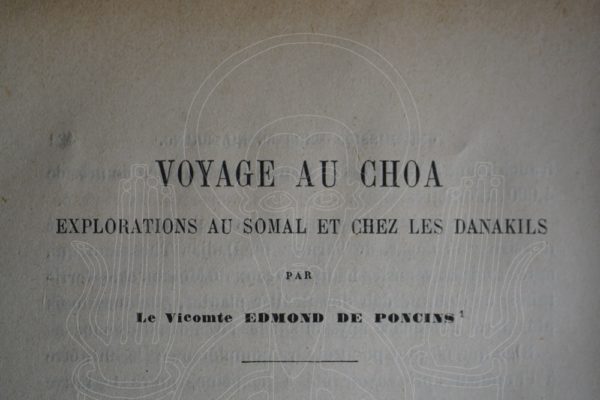 VOYAGE AU CHOA
EXPLORATIONS AU SOMAL ET CHEZ LES DANAKILS
PAR
Le Vicomte EDMOND DE PONCINS ¹